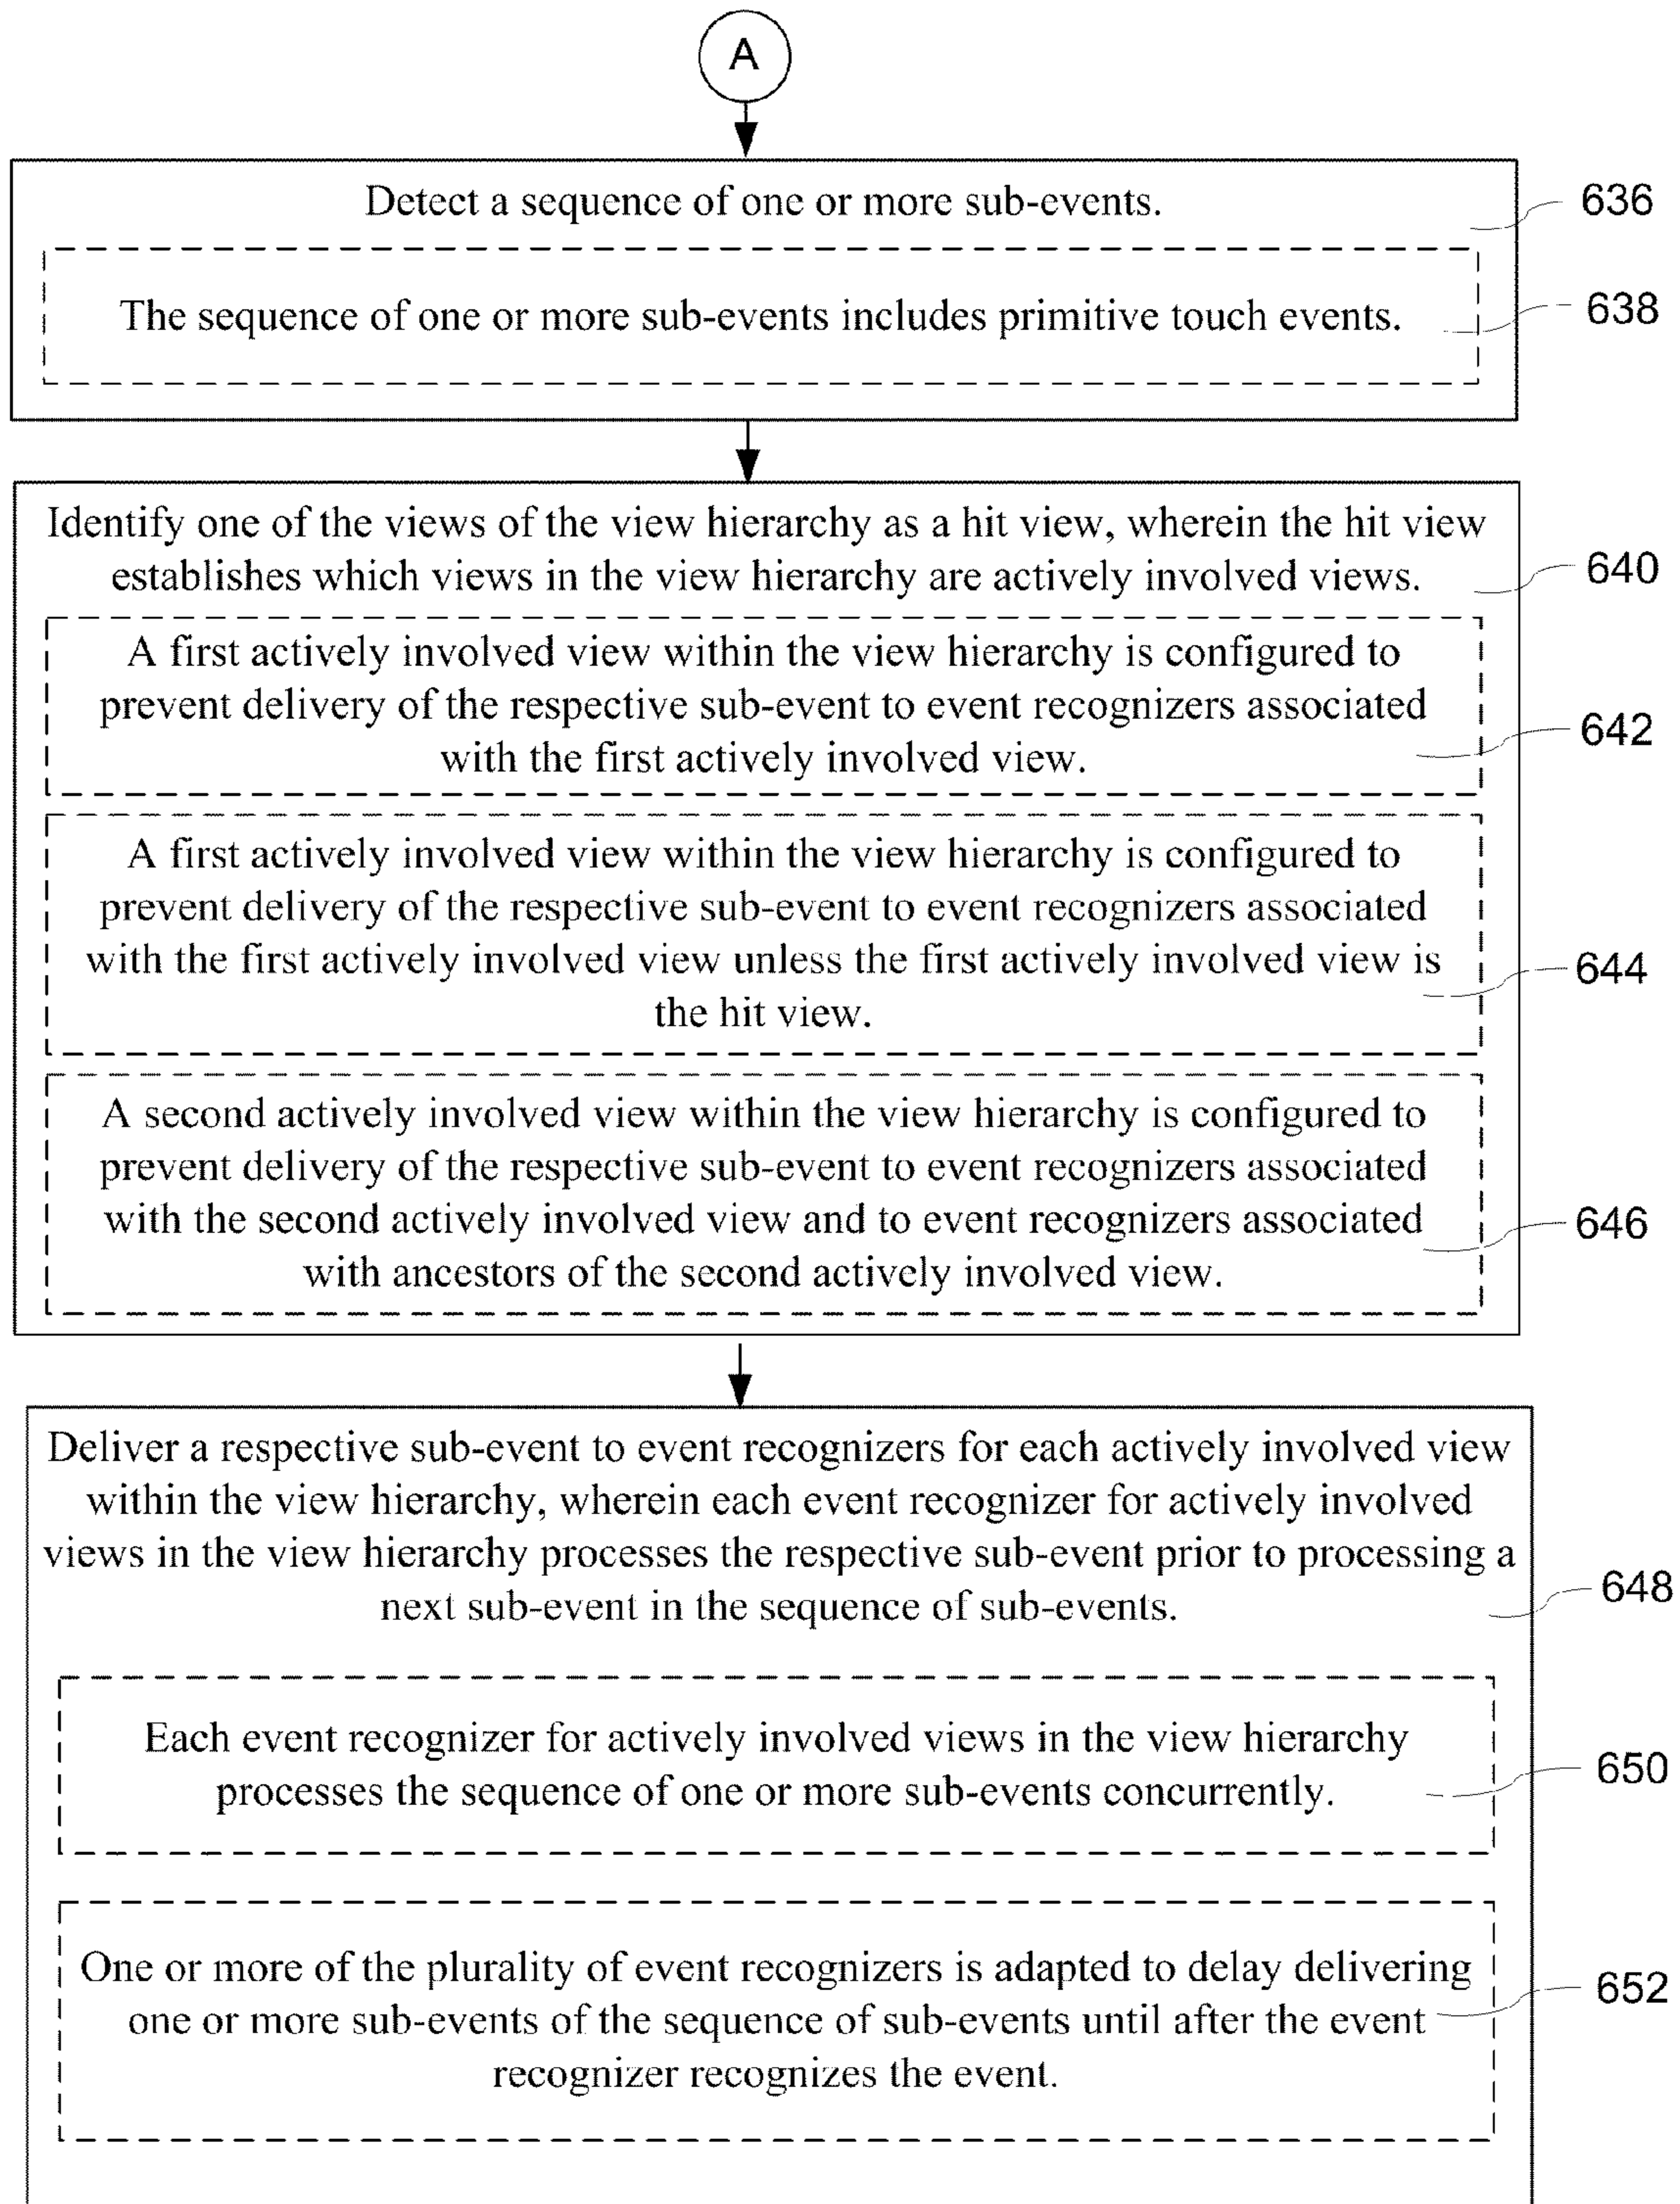 A
Detect a sequence of one or more sub-events.
636
The sequence of one or more sub-events includes primitive touch events.
638
Identify one of the views of the view hierarchy as a hit view, wherein the hit view
establishes which views in the view hierarchy are actively involved views.
640
A first actively involved view within the view hierarchy is configured to
prevent delivery of the respective sub-event to event recognizers associated
with the first actively involved view.
642
A first actively involved view within the view hierarchy is configured to
prevent delivery of the respective sub-event to event recognizers associated
with the first actively involved view unless the first actively involved view is
the hit view.
644
A second actively involved view within the view hierarchy is configured to
prevent delivery of the respective sub-event to event recognizers associated
with the second actively involved view and to event recognizers associated
with ancestors of the second actively involved view.
646
Deliver a respective sub-event to event recognizers for each actively involved view
within the view hierarchy, wherein each event recognizer for actively involved
views in the view hierarchy processes the respective sub-event prior to processing a
next sub-event in the sequence of sub-events.
648
Each event recognizer for actively involved views in the view hierarchy
processes the sequence of one or more sub-events concurrently.
650
One or more of the plurality of event recognizers is adapted to delay delivering
one or more sub-events of the sequence of sub-events until after the event
recognizer recognizes the event.
652